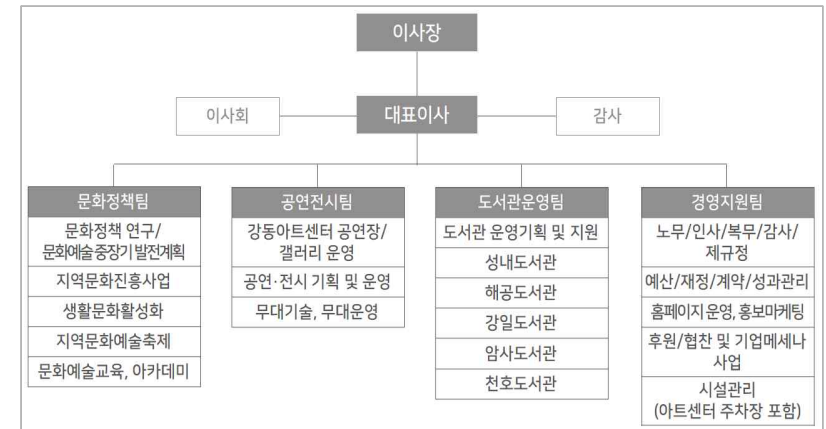 이사장
이사회
대표이사
감사
문화정책팀
문화정책 연구/
문화예술 중장기 발전계획
지역문화진흥사업
생활문화활성화
지역문화예술축제
문화예술교육, 아카데미
공연전시팀
강동아트센터 공연장/
갤러리 운영
공연·전시 기획 및 운영
무대기술, 무대운영
도서관운영팀
도서관 운영기획 및 지원
성내도서관
해공도서관
강일도서관
암사도서관
천호도서관
경영지원팀
노무/인사/복무/감사/
제규정
예산/재정/계약/성과관리
홈페이지 운영, 홍보마케팅
후원/협찬 및 기업메세나
사업
시설관리
(아트센터 주차장 포함)